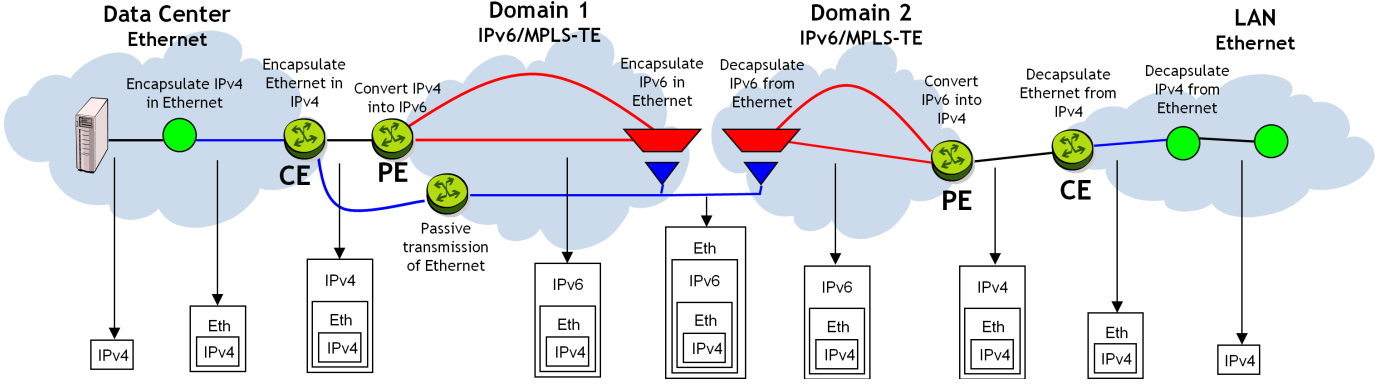 Data Center
Ethernet
Domain 1
IPv6/MPLS-TE
Domain 2
IPv6/MPLS-TE
LAN
Ethernet
Encapsulate IPv4
in Ethernet
Encapsulate
Ethernet in
IPv4
Convert IPv4
into IPv6
Encapsulate
IPv6 in
Ethernet
Decapsulate
IPv6 from
Ethernet
Convert
IPv6 into
IPv4
Decapsulate
Ethernet from
IPv4
Decapsulate
IPv4 from
Ethernet
CE
PE
PE
CE
Passive
transmission
of Ethernet
IPv4
Eth
IPv4
IPv4
Eth
IPv4
IPv6
Eth
IPv4
Eth
IPv6
Eth
IPv4
IPv6
Eth
IPv4
IPv4
Eth
IPv4
Eth
IPv4
IPv4